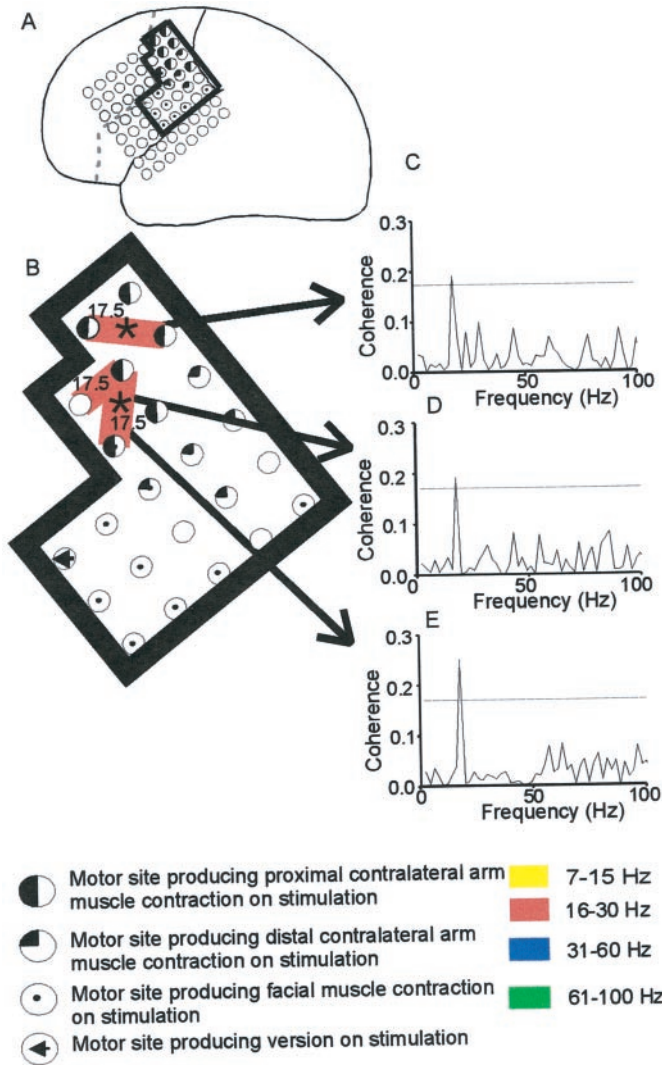 A
B
17.5
17.5
17.5
C
0.3
0.2
0.1
0.0
Coherence
0
50
100
Frequency (Hz)
D
0.3
0.2
0.1
0.0
Coherence
0
50
100
Frequency (Hz)
E
0.3
0.2
0.1
0.0
Coherence
0
50
100
Frequency (Hz)
Motor site producing proximal contralateral arm
muscle contraction on stimulation
Motor site producing distal contralateral arm
muscle contraction on stimulation
Motor site producing facial muscle contraction
on stimulation
Motor site producing version on stimulation
7-15 Hz
16-30 Hz
31-60 Hz
61-100 Hz